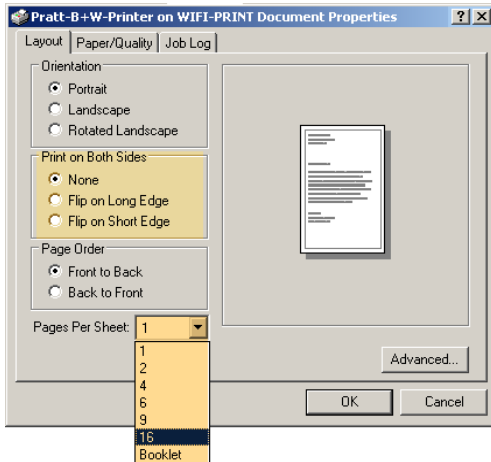 Pratt-B+W-Printer on WIFI-PRINT Document Properties
Layout
Paper/Quality
Job Log
Orientation
Portrait
Landscape
Rotated Landscape
Print on Both Sides
None
Flip on Long Edge
Flip on Short Edge
Page Order
Front to Back
Back to Front
Pages Per Sheet: 1
1
2
4
6
9
16
Booklet
Advanced...
OK
Cancel